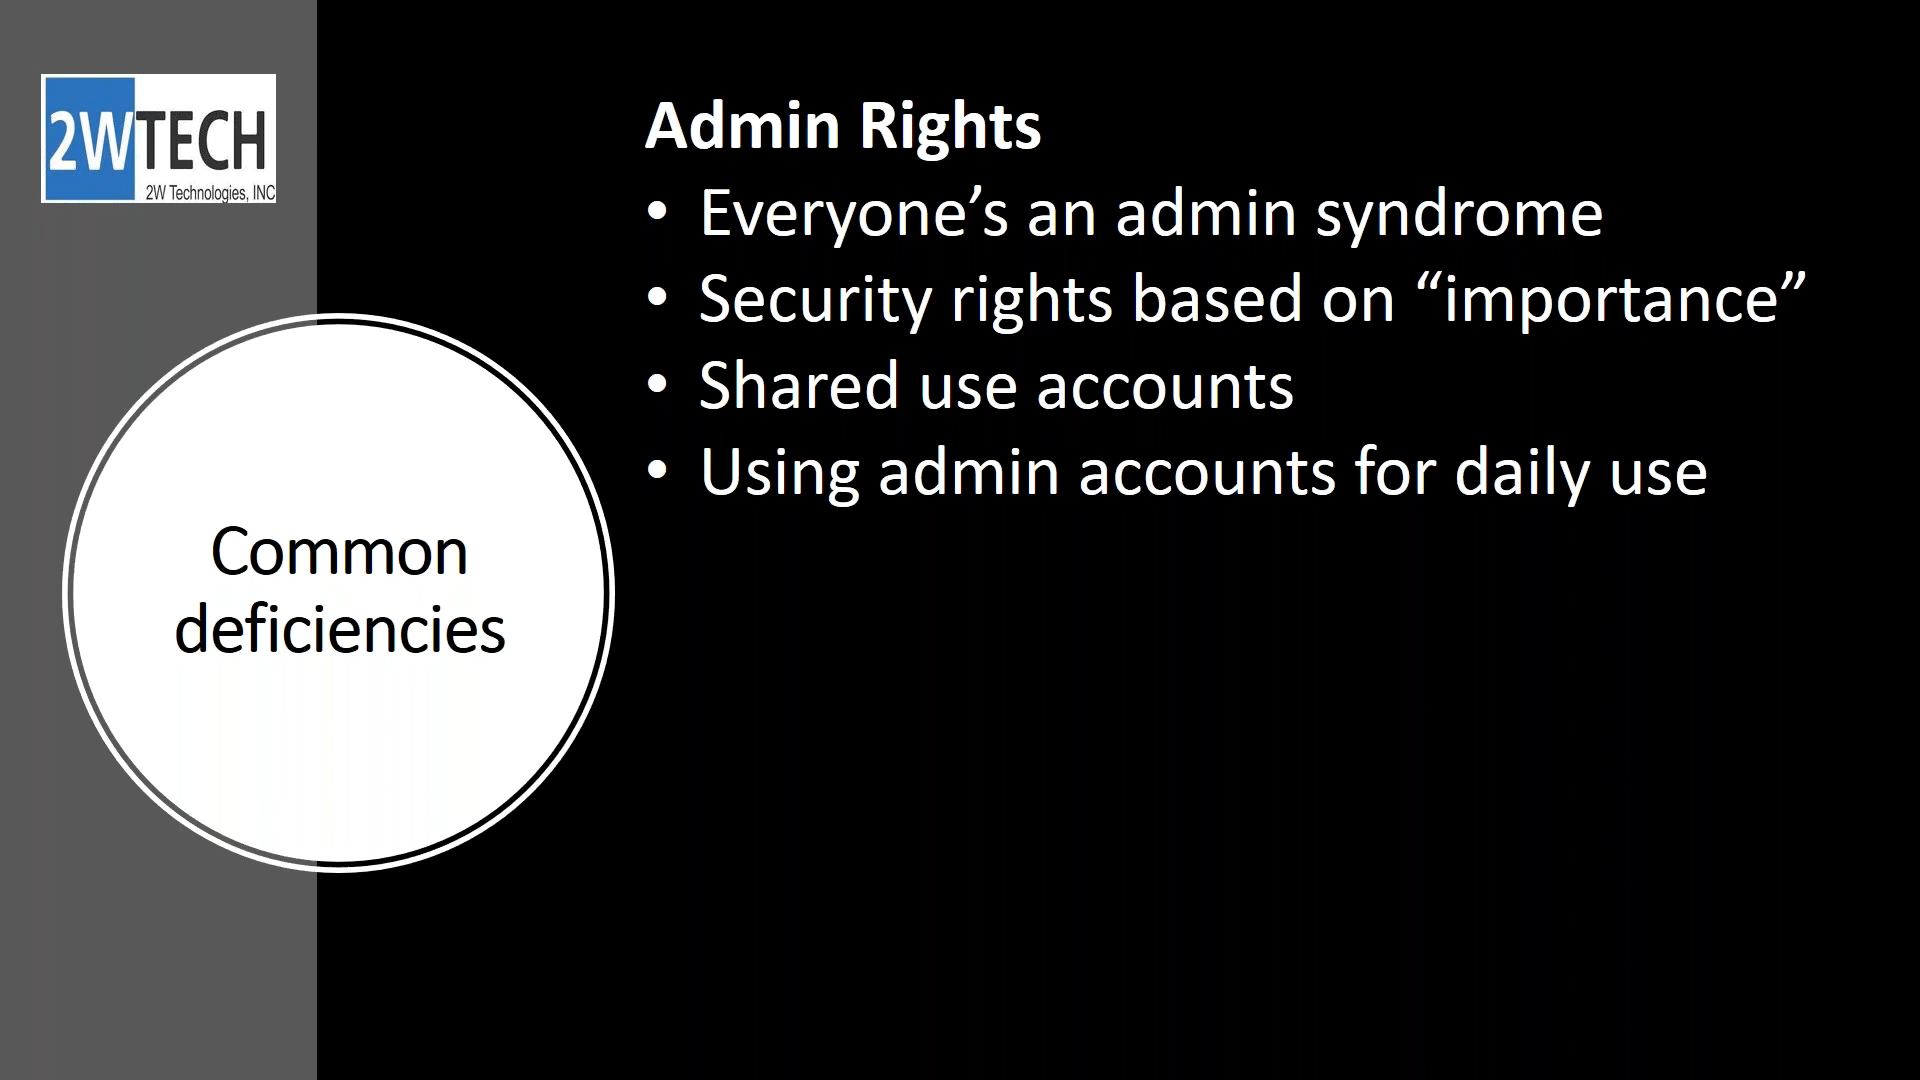 2WTECH
2W Technologies, INC
Common
deficiencies
Admin Rights
• Everyone’s an admin syndrome
• Security rights based on “importance”
• Shared use accounts
• Using admin accounts for daily use